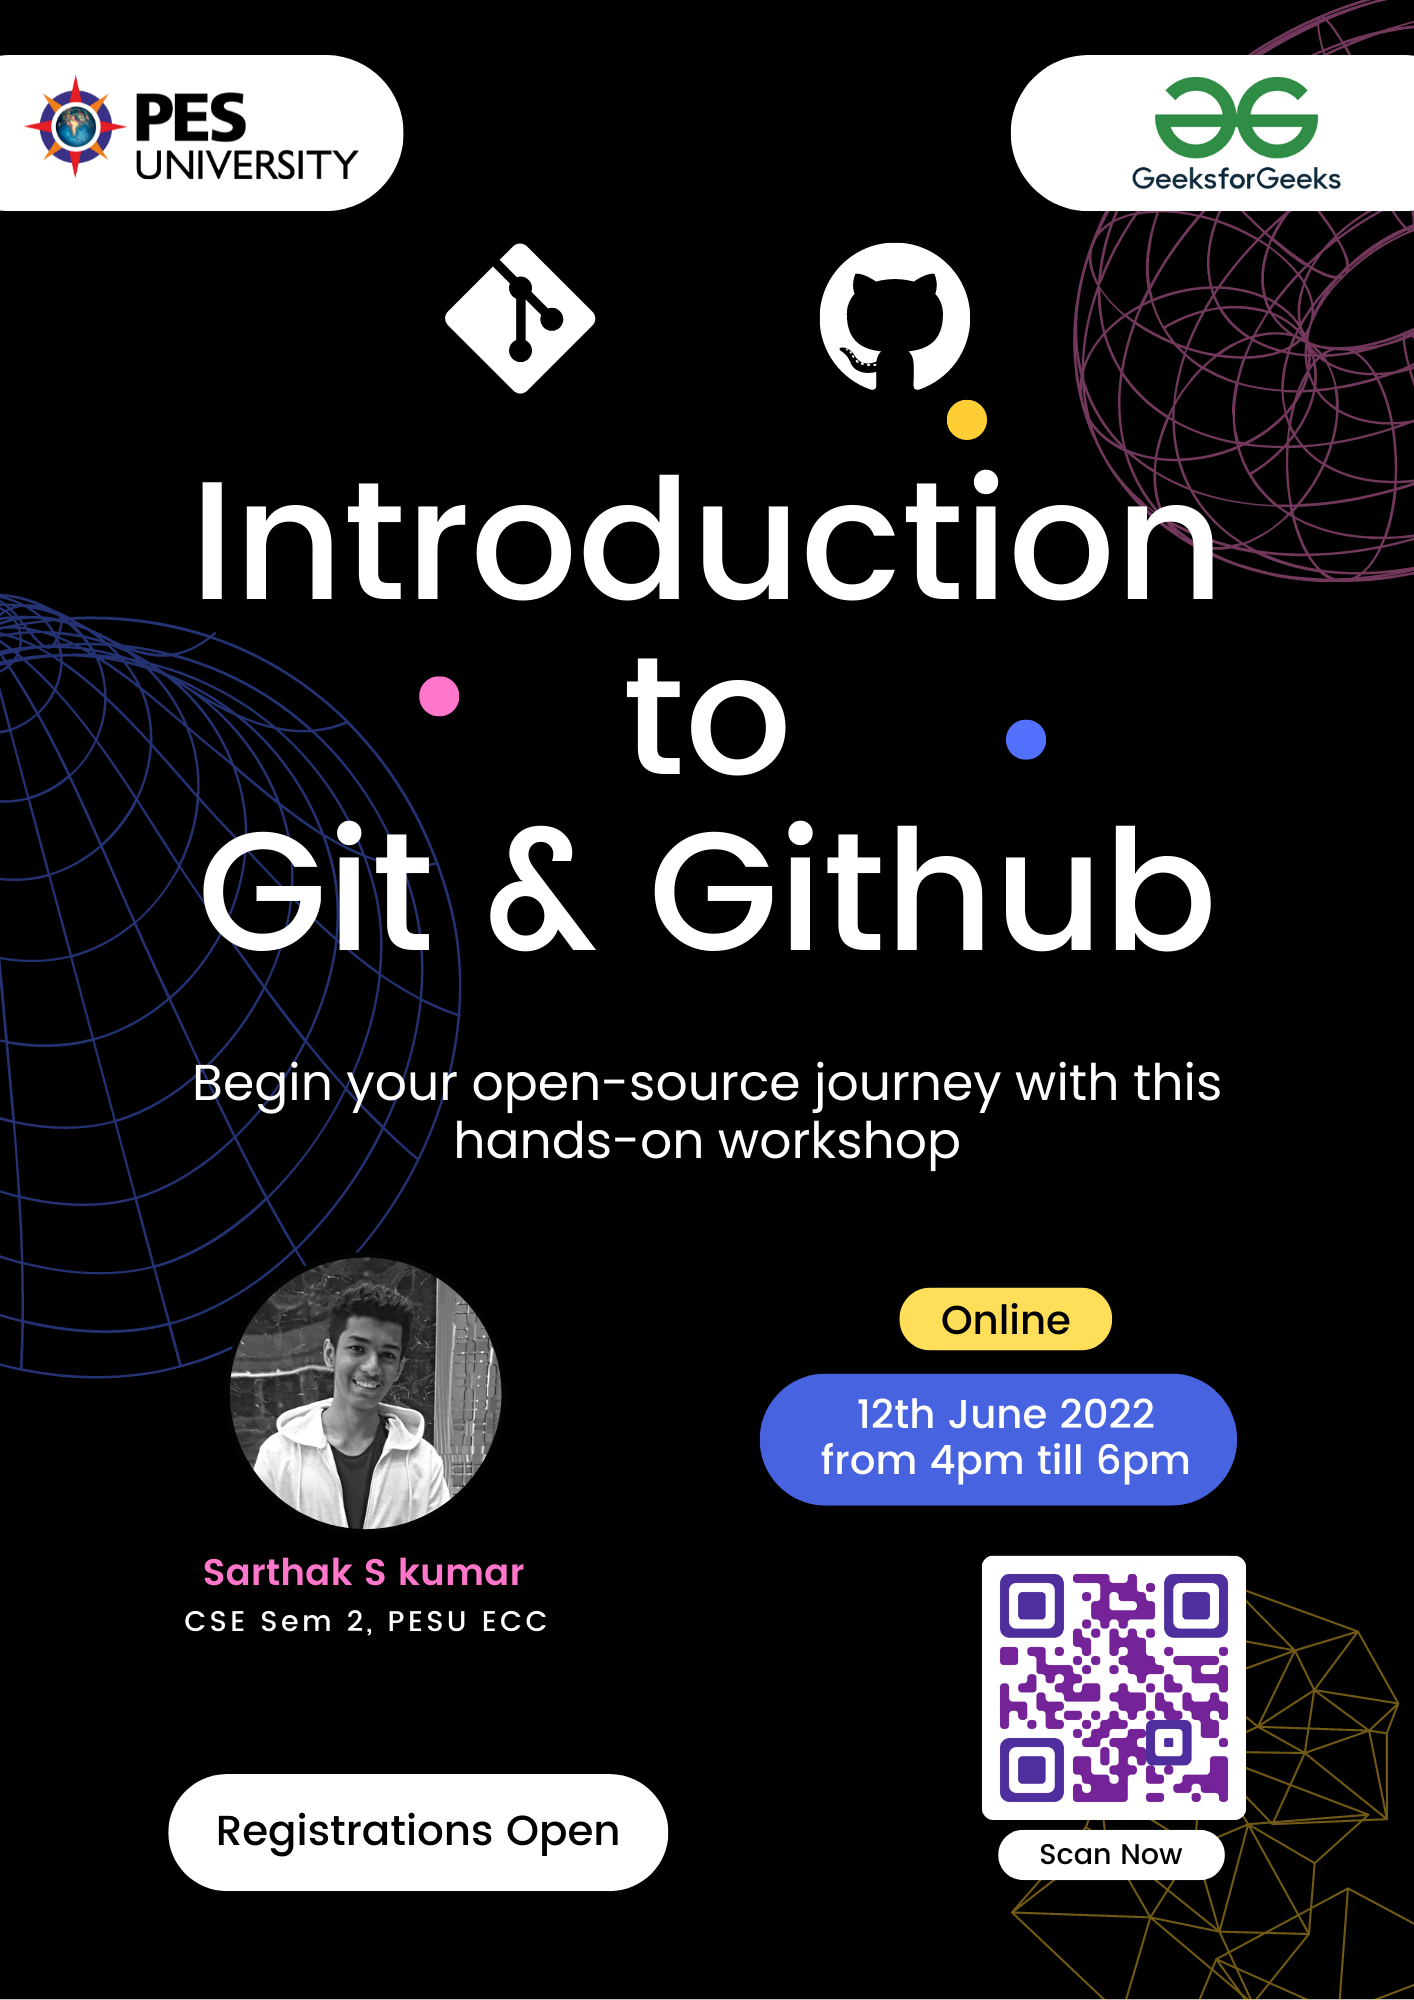 PES
UNIVERSITY
GeeksforGeeks
Introduction
to
Git & Github
Begin your open-source journey with this
hands-on workshop
Online
12th June 2022
from 4pm till 6pm
Sarthak S kumar
CSE Sem 2, PESU ECC
Registrations Open
Scan Now